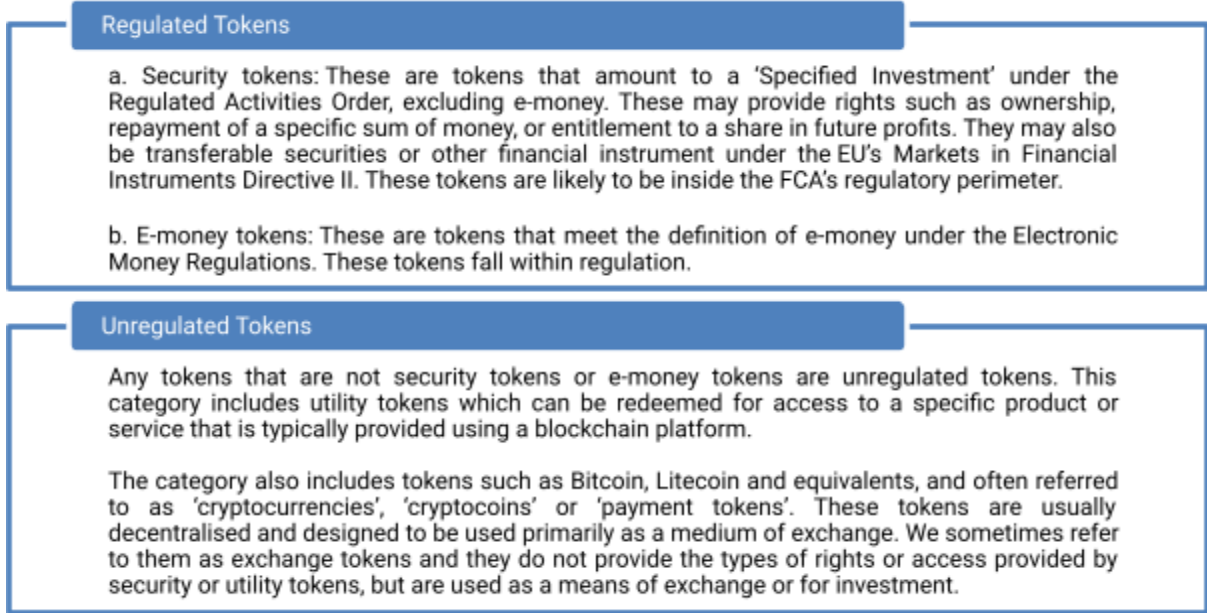 Regulated Tokens
a. Security tokens: These are tokens that amount to a ‘Specified Investment’ under the
Regulated Activities Order, excluding e-money. These may provide rights such as ownership,
repayment of a specific sum of money, or entitlement to a share in future profits. They may also
be transferable securities or other financial instrument under the EU’s Markets in Financial
Instruments Directive II. These tokens are likely to be inside the FCA’s regulatory perimeter.
b. E-money tokens: These are tokens that meet the definition of e-money under the Electronic
Money Regulations. These tokens fall within regulation.
Unregulated Tokens
Any tokens that are not security tokens or e-money tokens are unregulated tokens. This
category includes utility tokens which can be redeemed for access to a specific product or
service that is typically provided using a blockchain platform.
The category also includes tokens such as Bitcoin, Litecoin and equivalents, and often referred
to as ‘cryptocurrencies’, ‘cryptocoins’ or ‘payment tokens’. These tokens are usually
decentralised and designed to be used primarily as a medium of exchange. We sometimes refer
to them as exchange tokens and they do not provide the types of rights or access provided by
security or utility tokens, but are used as a means of exchange or for investment.